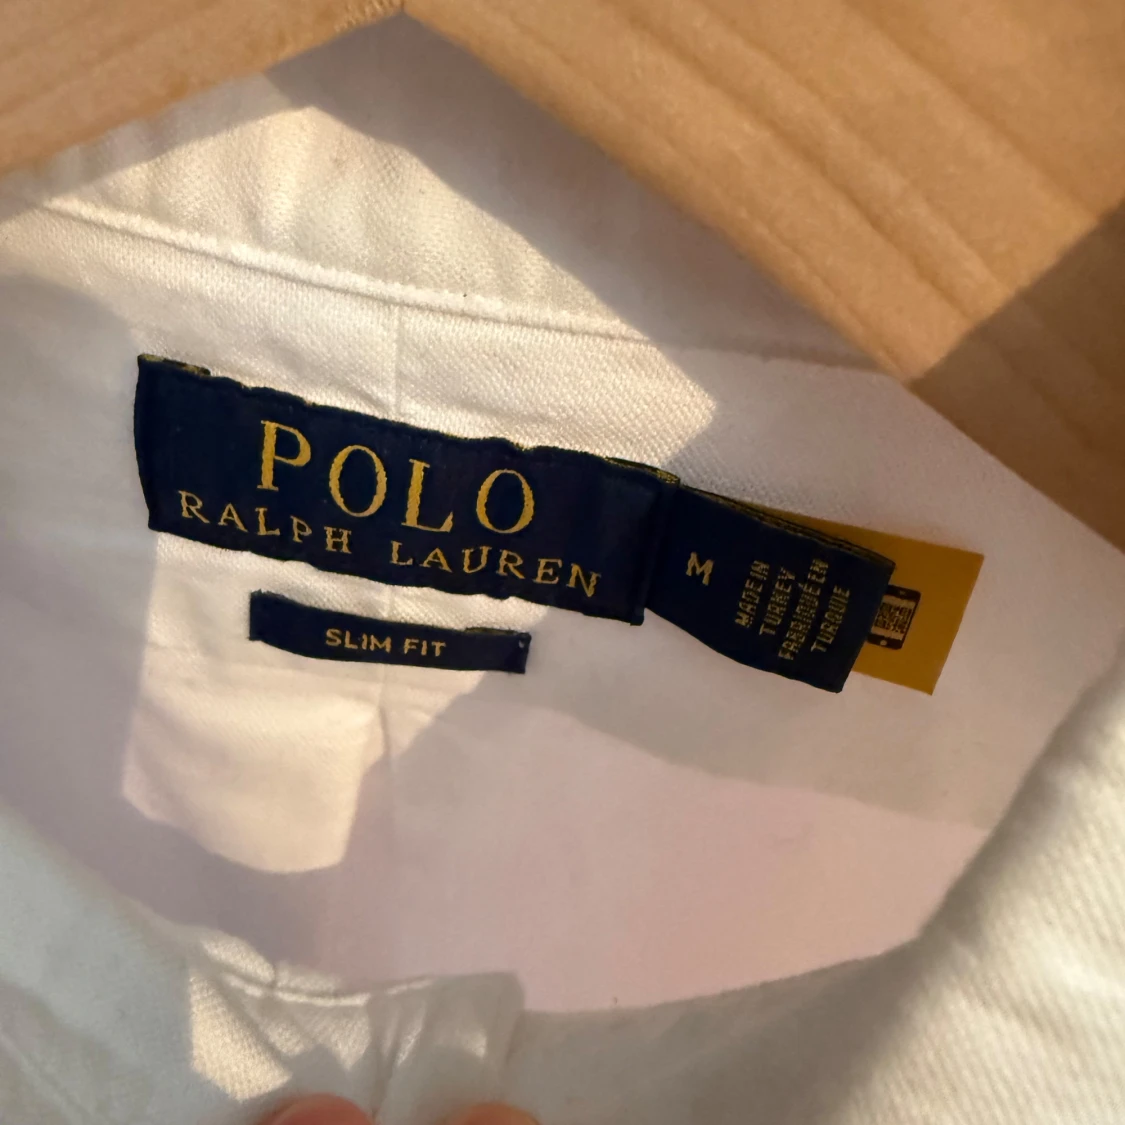 POLO
RALPH LAUREN
SLIM FIT
M
MADE IN
TURKEY
FABRIQUÉ EN
TURQUIE